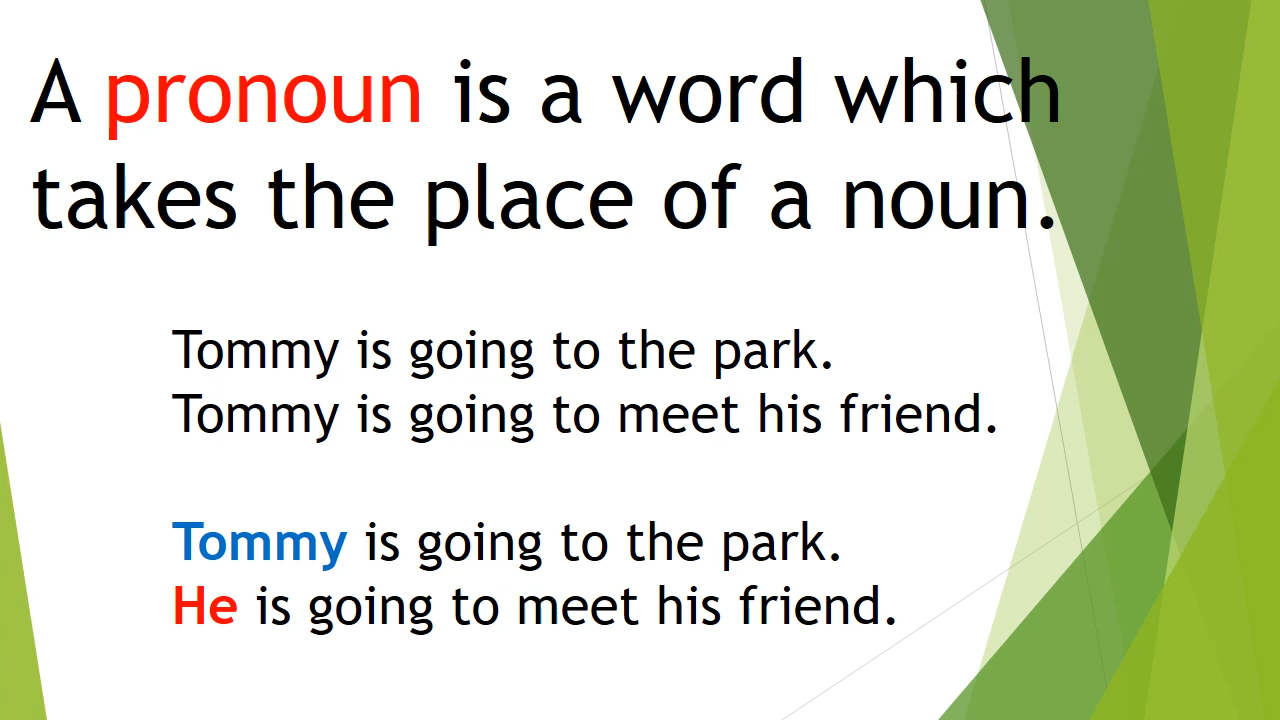 A pronoun is a word which
takes the place of a noun.
Tommy is going to the park.
Tommy is going to meet his friend.
Tommy is going to the park.
He is going to meet his friend.